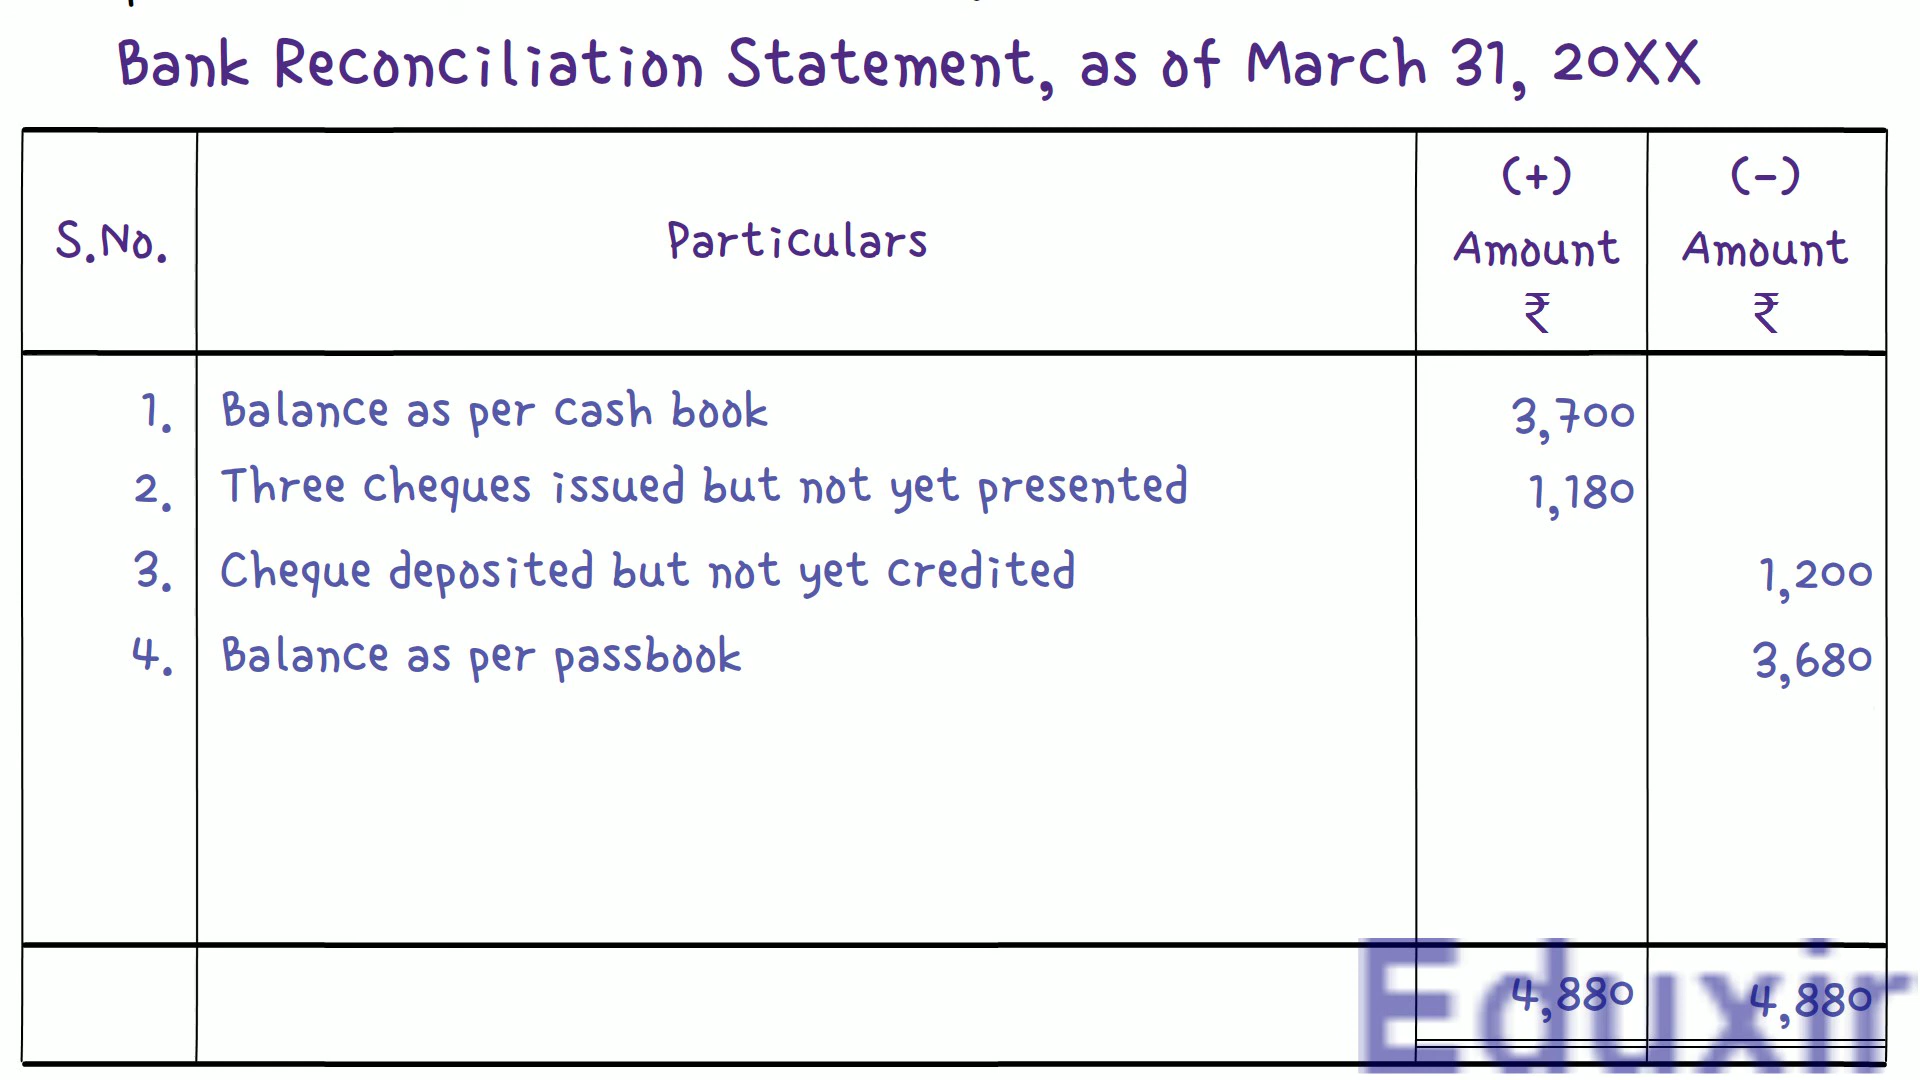 Bank Reconciliation Statement, as of March 31, 20XX
S.No. Particulars (+) Amount ₹ (-) Amount ₹
1. Balance as per cash book 3,700
2. Three cheques issued but not yet presented 1,180
3. Cheque deposited but not yet credited 1,200
4. Balance as per passbook 3,680
4,880 4,880